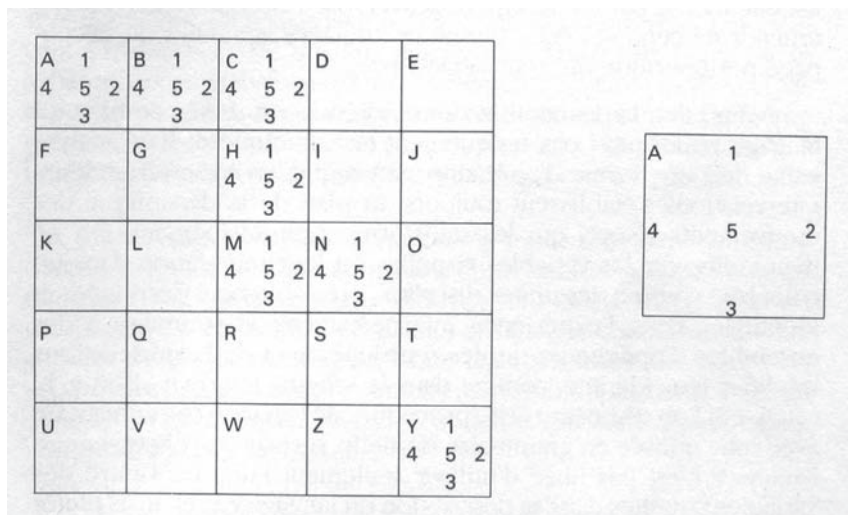 A 1 B 1 C 1 D E
4 5 2 4 5 2 4 5 2
3 3 3
F G H 1 I J
4 5 2
3
K L M 1 N 1 O
4 5 2 4 5 2
3 3
P Q R S T
U V W Z Y 1
4 5 2
3
A 1
4 5 2
3